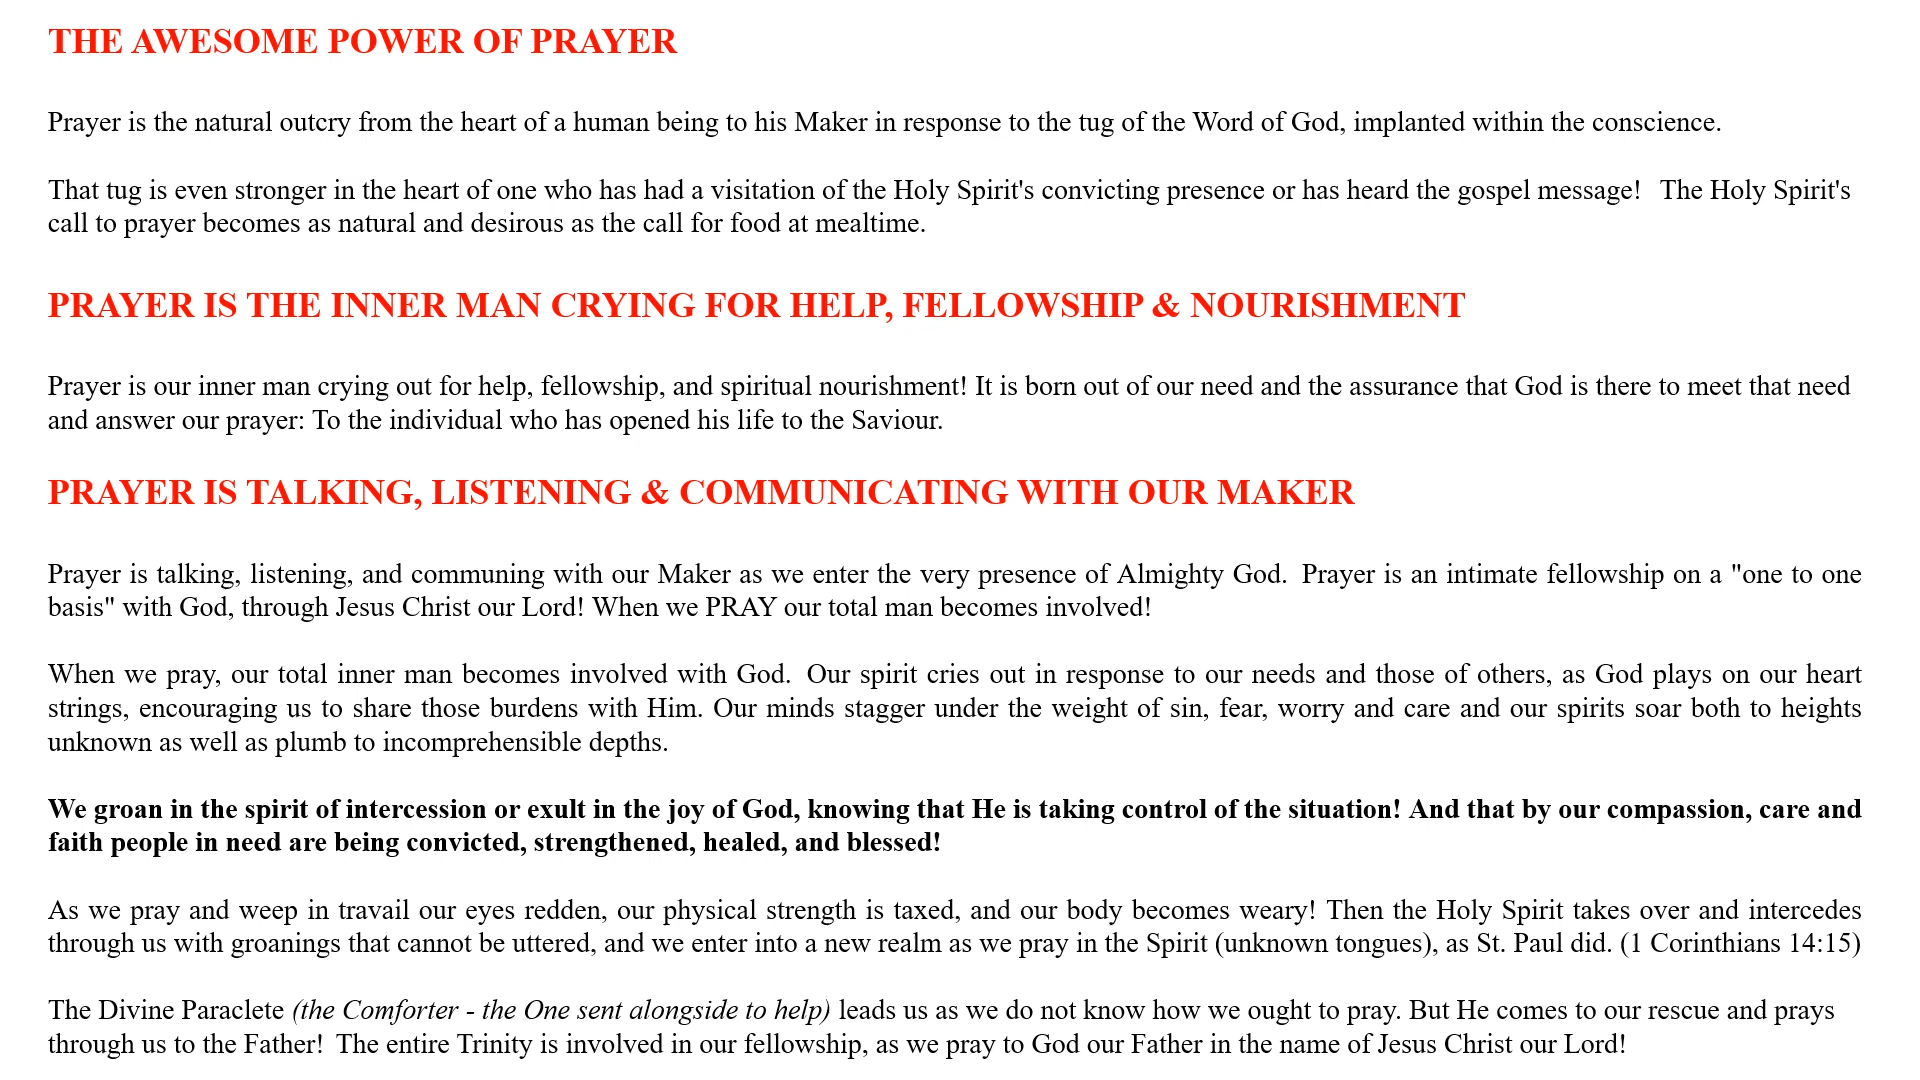 THE AWESOME POWER OF PRAYER
Prayer is the natural outcry from the heart of a human being to his Maker in response to the tug of the Word of God, implanted within the conscience.
That tug is even stronger in the heart of one who has had a visitation of the Holy Spirit's convicting presence or has heard the gospel message!   The Holy Spirit's
call to prayer becomes as natural and desirous as the call for food at mealtime.
PRAYER IS THE INNER MAN CRYING FOR HELP, FELLOWSHIP & NOURISHMENT
Prayer is our inner man crying out for help, fellowship, and spiritual nourishment! It is born out of our need and the assurance that God is there to meet that need
and answer our prayer: To the individual who has opened his life to the Saviour.
PRAYER IS TALKING, LISTENING & COMMUNICATING WITH OUR MAKER
Prayer is talking, listening, and communing with our Maker as we enter the very presence of Almighty God.  Prayer is an intimate fellowship on a "one to one
basis" with God, through Jesus Christ our Lord! When we PRAY our total man becomes involved!
When we pray, our total inner man becomes involved with God.  Our spirit cries out in response to our needs and those of others, as God plays on our heart
strings, encouraging us to share those burdens with Him. Our minds stagger under the weight of sin, fear, worry and care and our spirits soar both to heights
unknown as well as plumb to incomprehensible depths.
We groan in the spirit of intercession or exult in the joy of God, knowing that He is taking control of the situation! And that by our compassion, care and
faith people in need are being convicted, strengthened, healed, and blessed!
As we pray and weep in travail our eyes redden, our physical strength is taxed, and our body becomes weary! Then the Holy Spirit takes over and intercedes
through us with groanings that cannot be uttered, and we enter into a new realm as we pray in the Spirit (unknown tongues), as St. Paul did. (1 Corinthians 14:15)
The Divine Paraclete (the Comforter - the One sent alongside to help) leads us as we do not know how we ought to pray. But He comes to our rescue and prays
through us to the Father!  The entire Trinity is involved in our fellowship, as we pray to God our Father in the name of Jesus Christ our Lord!